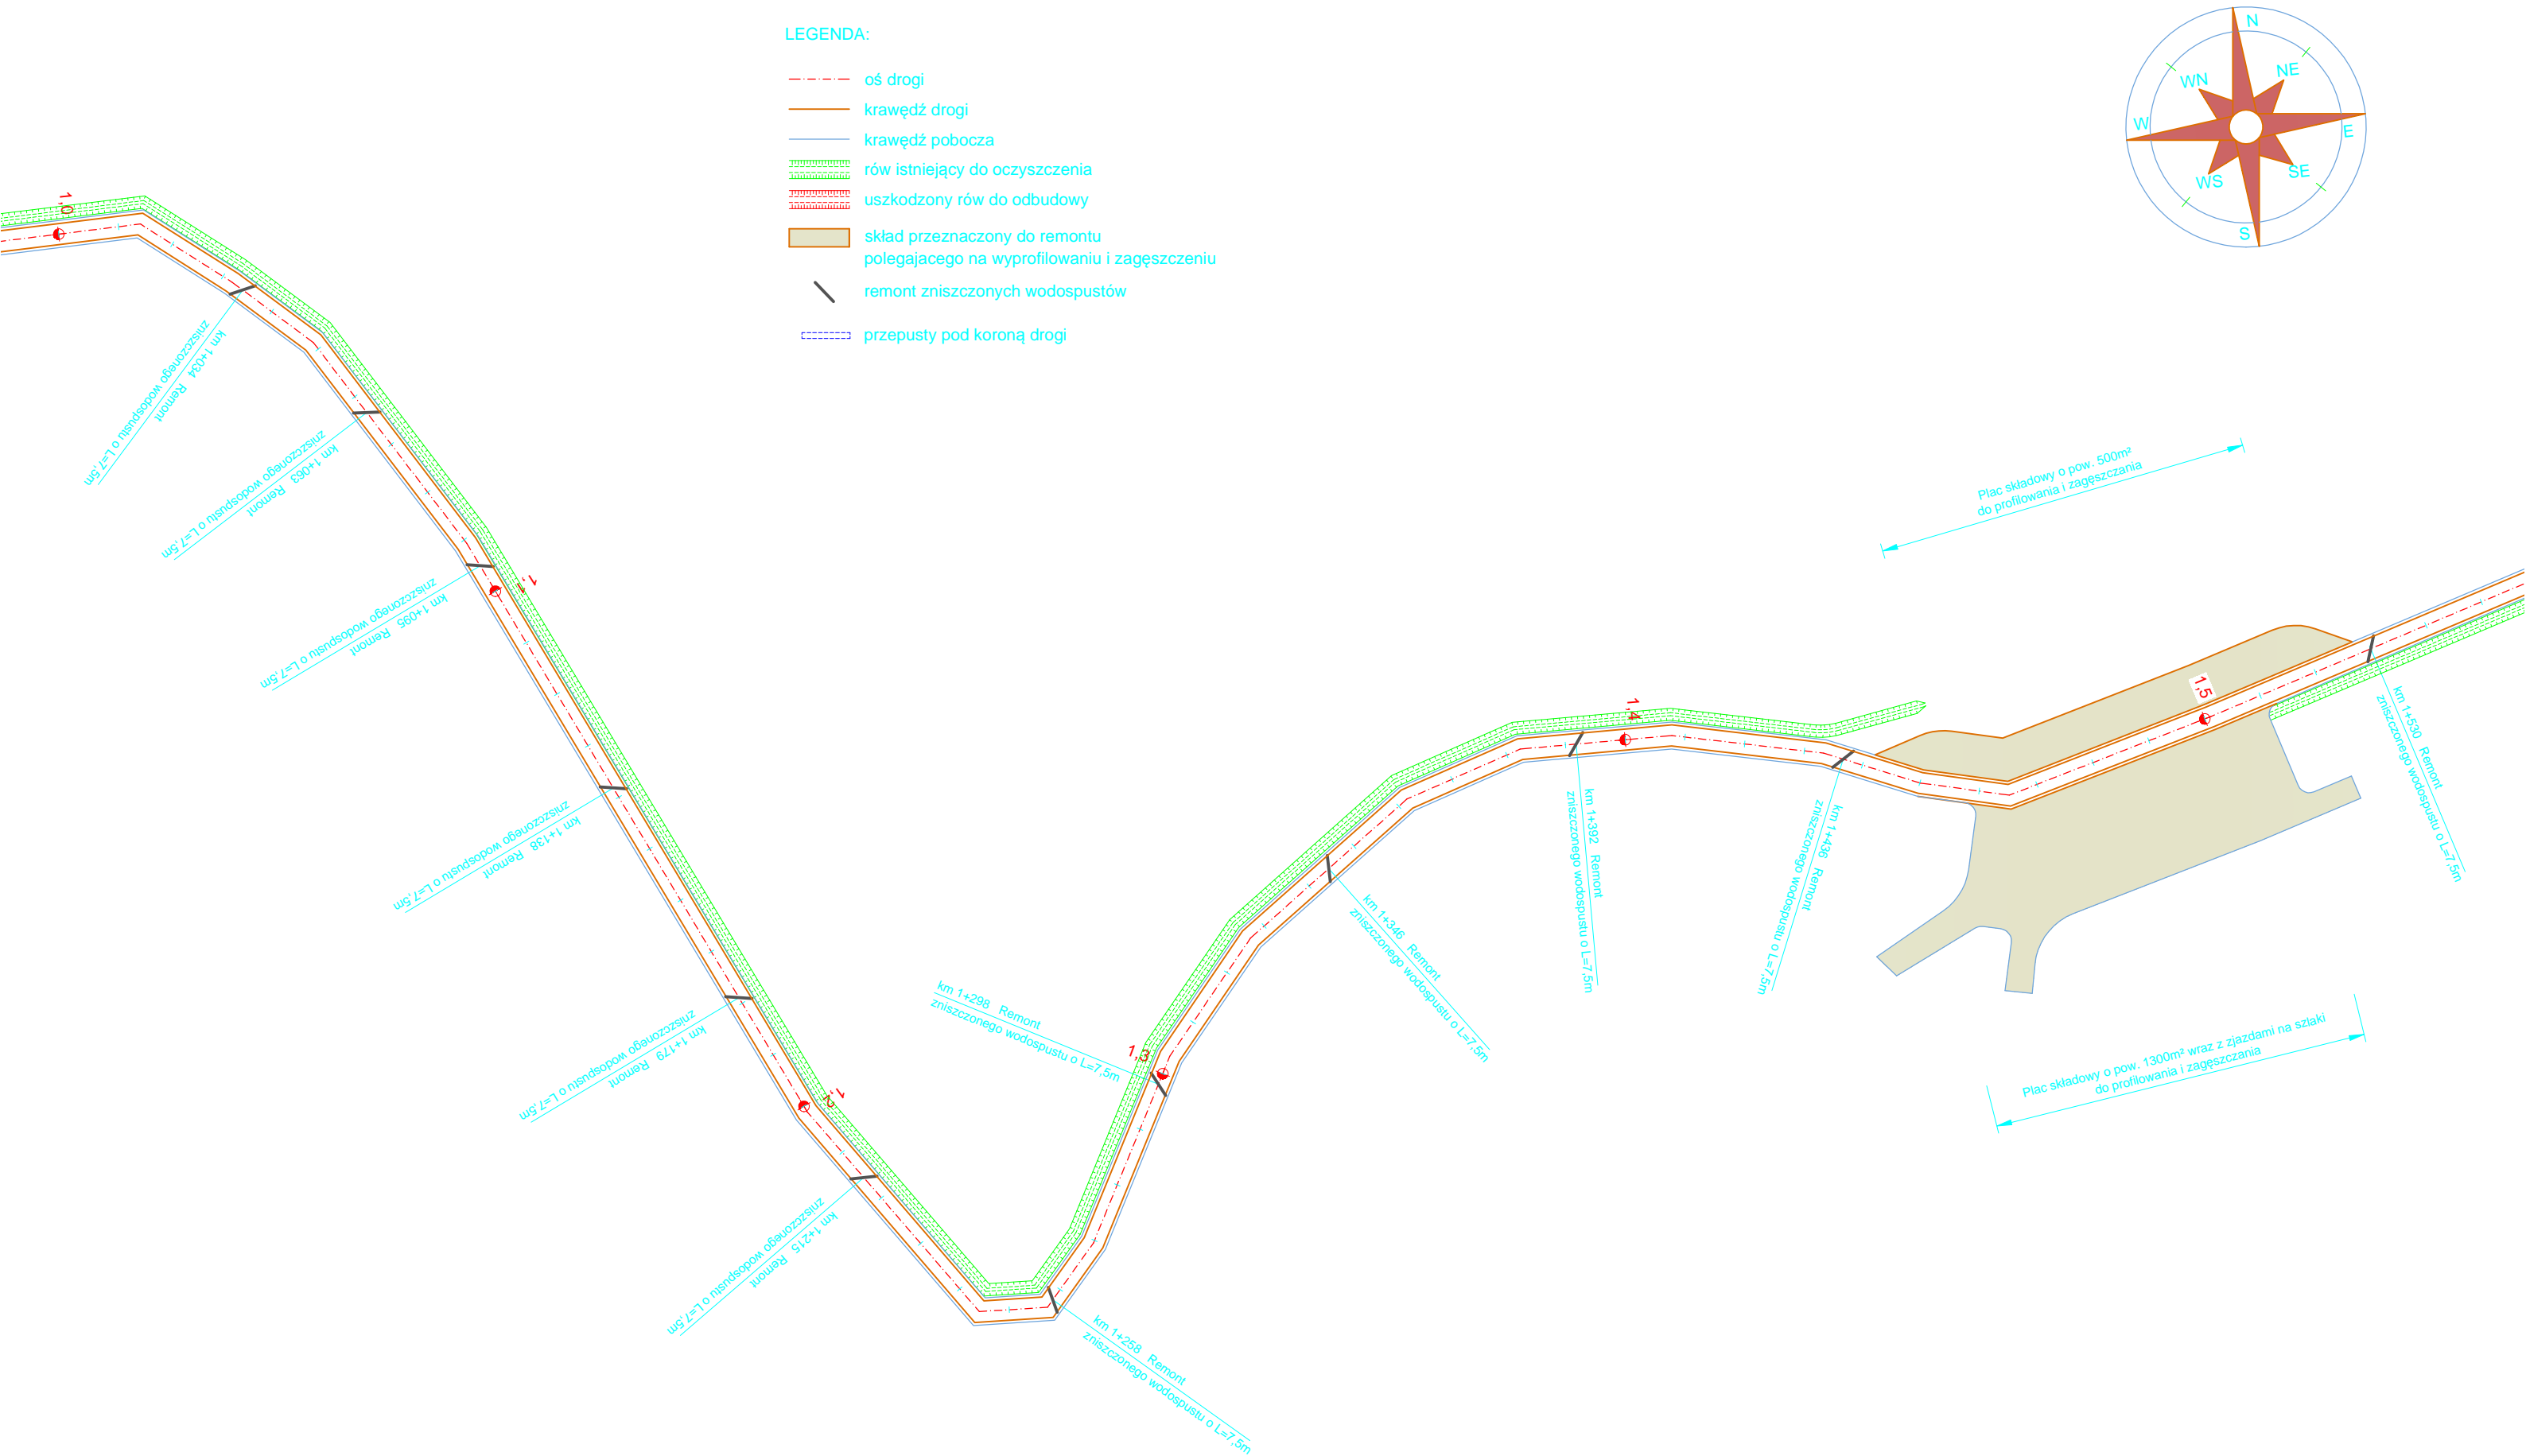 LEGENDA:
oś drogi
krawędź drogi
krawędź pobocza
rów istniejący do oczyszczenia
uszkodzony rów do odbudowy
skład przeznaczony do remontu
polegajacego na wyprofilowaniu i zagęszczeniu
remont zniszczonych wodospustów
przepusty pod koroną drogi
N
NE
E
SE
S
WS
W
WN
1,0
km 1+034 Remont
zniszczonego wodospustu o L=7,5m
km 1+063 Remont
zniszczonego wodospustu o L=7,5m
km 1+095 Remont
zniszczonego wodospustu o L=7,5m
1,1
km 1+138 Remont
zniszczonego wodospustu o L=7,5m
km 1+179 Remont
zniszczonego wodospustu o L=7,5m
1,2
km 1+215 Remont
zniszczonego wodospustu o L=7,5m
km 1+258 Remont
zniszczonego wodospustu o L=7,5m
km 1+298 Remont
zniszczonego wodospustu o L=7,5m
1,3
km 1+346 Remont
zniszczonego wodospustu o L=7,5m
km 1+392 Remont
zniszczonego wodospustu o L=7,5m
1,4
km 1+436 Remont
zniszczonego wodospustu o L=7,5m
Plac składowy o pow. 500m²
do profilowania i zagęszczania
1,5
km 1+530 Remont
zniszczonego wodospustu o L=7,5m
Plac składowy o pow. 1300m² wraz z zjazdami na szlaki
do profilowania i zagęszczania